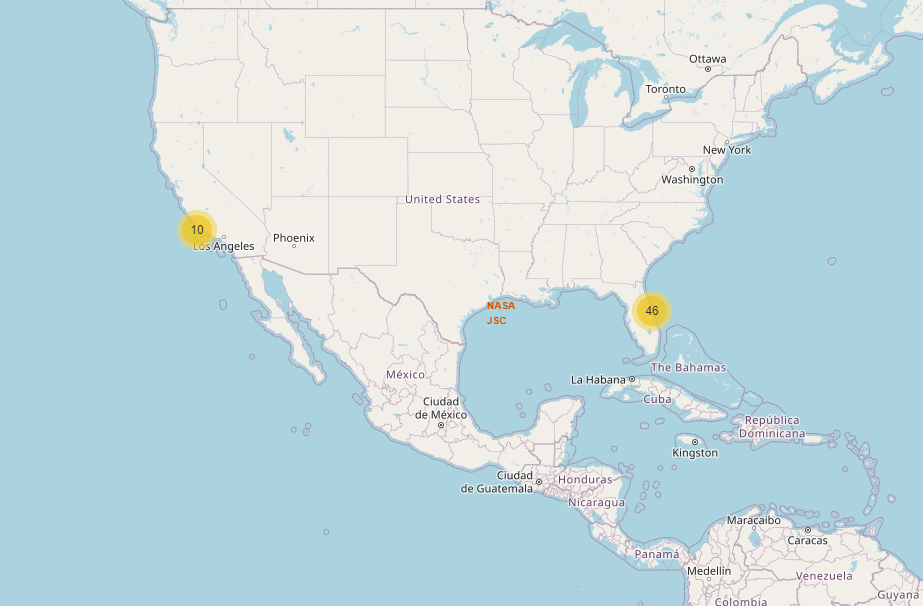 Ottawa
Toronto
New York
Washington
United States
10
Los Angeles
Phoenix
NASA
JSC
46
The Bahamas
La Habana
México
Cuba
Ciudad
de México
República
Dominicana
Kingston
Ciudad
de Guatemala
Honduras
Nicaragua
Maracaibo
Caracas
Panamá
Medellín
Venezuela
Guyana
Colombia